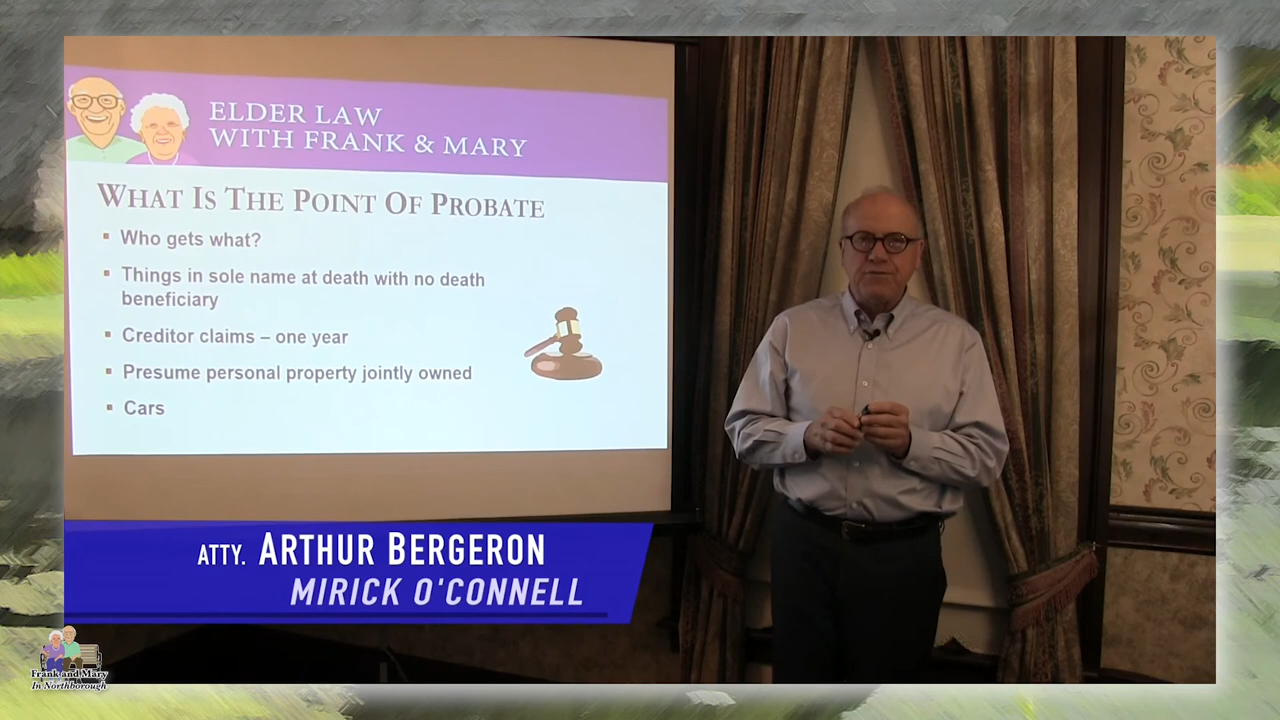 ELDER LAW
WITH FRANK & MARY
WHAT IS THE POINT OF PROBATE
Who gets what?
Things in sole name at death with no death
beneficiary
Creditor claims – one year
Presume personal property jointly owned
Cars
ATTY. ARTHUR BERGERON
MIRICK O'CONNELL
Frank and Mary
In Northborough